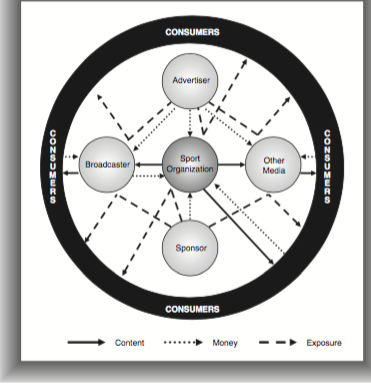 CONSUMERS
Advertiser
CONSUMERS
Broadcaster
Sport
Organization
Other
Media
CONSUMERS
Sponsor
CONSUMERS
Content
Money
Exposure